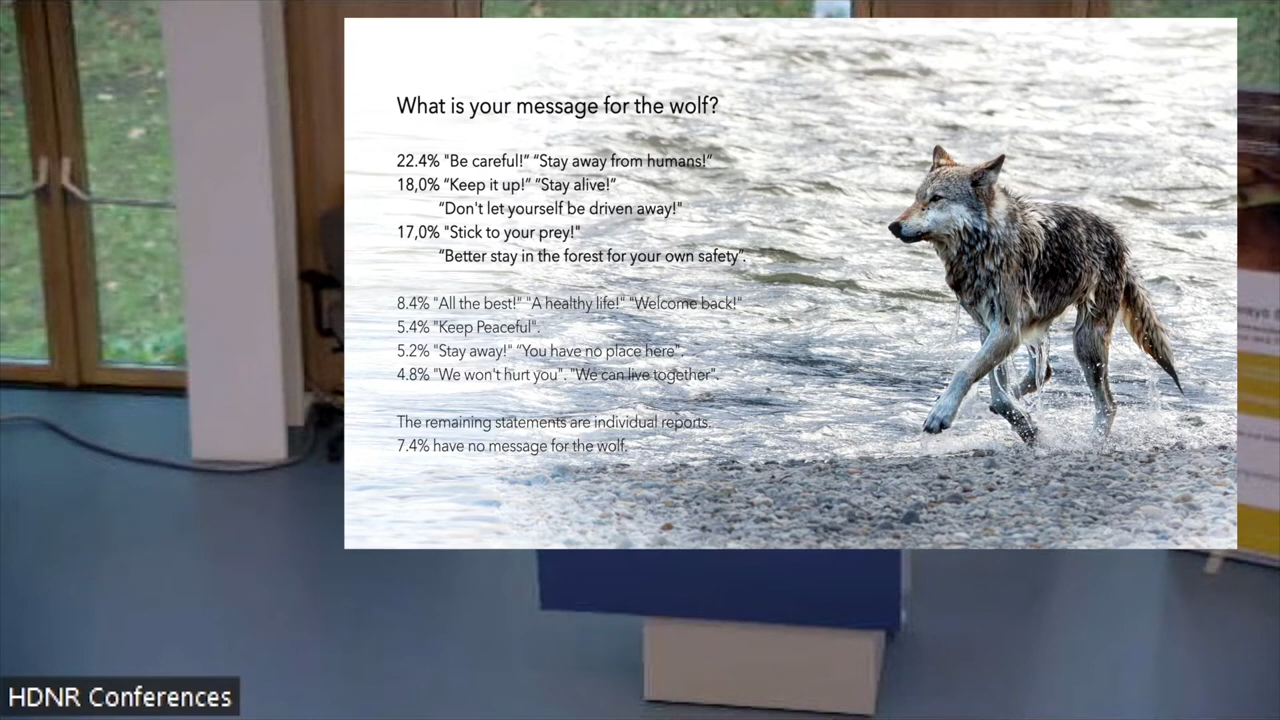 What is your message for the wolf?
22.4% "Be careful!” “Stay away from humans!”
18,0% “Keep it up!” “Stay alive!”
“Don't let yourself be driven away!"
17,0% "Stick to your prey!"
“Better stay in the forest for your own safety”.
8.4% "All the best!" "A healthy life!" "Welcome back!"
5.4% "Keep Peaceful".
5.2% "Stay away!" “You have no place here”.
4.8% "We won't hurt you". "We can live together".
The remaining statements are individual reports.
7.4% have no message for the wolf.
HDNR Conferences